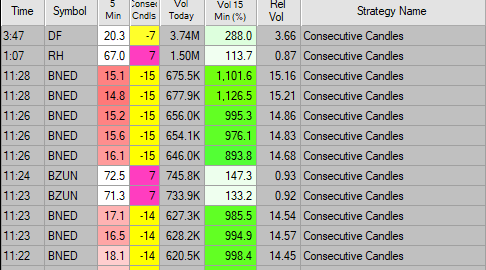 Time Symbol 5 Min Consec Cndls Vol Today Vol 15 Min (%) Rel Vol Strategy Name
3:47 DF 20.3 -7 3.74M 288.0 3.66 Consecutive Candles
1:07 RH 67.0 7 1.50M 113.7 0.87 Consecutive Candles
11:28 BNED 15.1 -15 675.5K 1,101.6 15.16 Consecutive Candles
11:28 BNED 14.8 -15 677.9K 1,126.5 15.21 Consecutive Candles
11:26 BNED 15.2 -15 656.0K 995.3 14.86 Consecutive Candles
11:26 BNED 15.6 -15 654.1K 976.1 14.83 Consecutive Candles
11:26 BNED 16.1 -15 646.0K 893.8 14.68 Consecutive Candles
11:24 BZUN 72.5 7 745.8K 147.3 0.93 Consecutive Candles
11:23 BZUN 71.3 7 733.9K 133.2 0.92 Consecutive Candles
11:23 BNED 17.1 -14 627.3K 985.5 14.54 Consecutive Candles
11:23 BNED 16.5 -14 628.2K 994.9 14.57 Consecutive Candles
11:22 BNED 18.1 -14 620.5K 998.4 14.45 Consecutive Candles